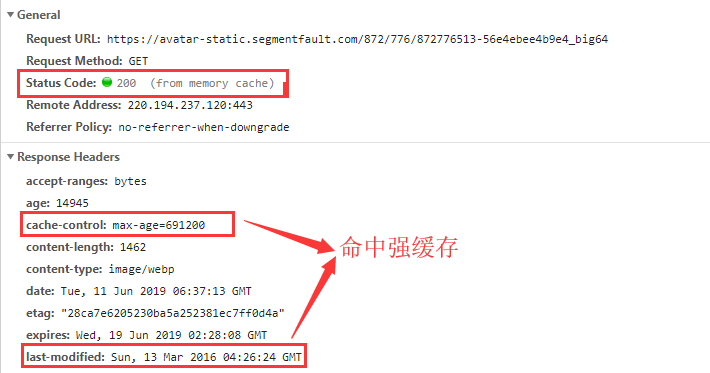 General
Request URL: https://avatar-static.segmentfault.com/872/776/872776513-56e4ebee4b9e4_big64
Request Method: GET
Status Code: 200 (from memory cache)
Remote Address: 220.194.237.120:443
Referrer Policy: no-referrer-when-downgrade
Response Headers
accept-ranges: bytes
age: 14945
cache-control: max-age=691200
命中强缓存
content-length: 1462
content-type: image/webp
date: Tue, 11 Jun 2019 06:37:13 GMT
etag: "28ca7e6205230ba5a252381ec7ff0d4a"
expires: Wed, 19 Jun 2019 02:28:08 GMT
last-modified: Sun, 13 Mar 2016 04:26:24 GMT